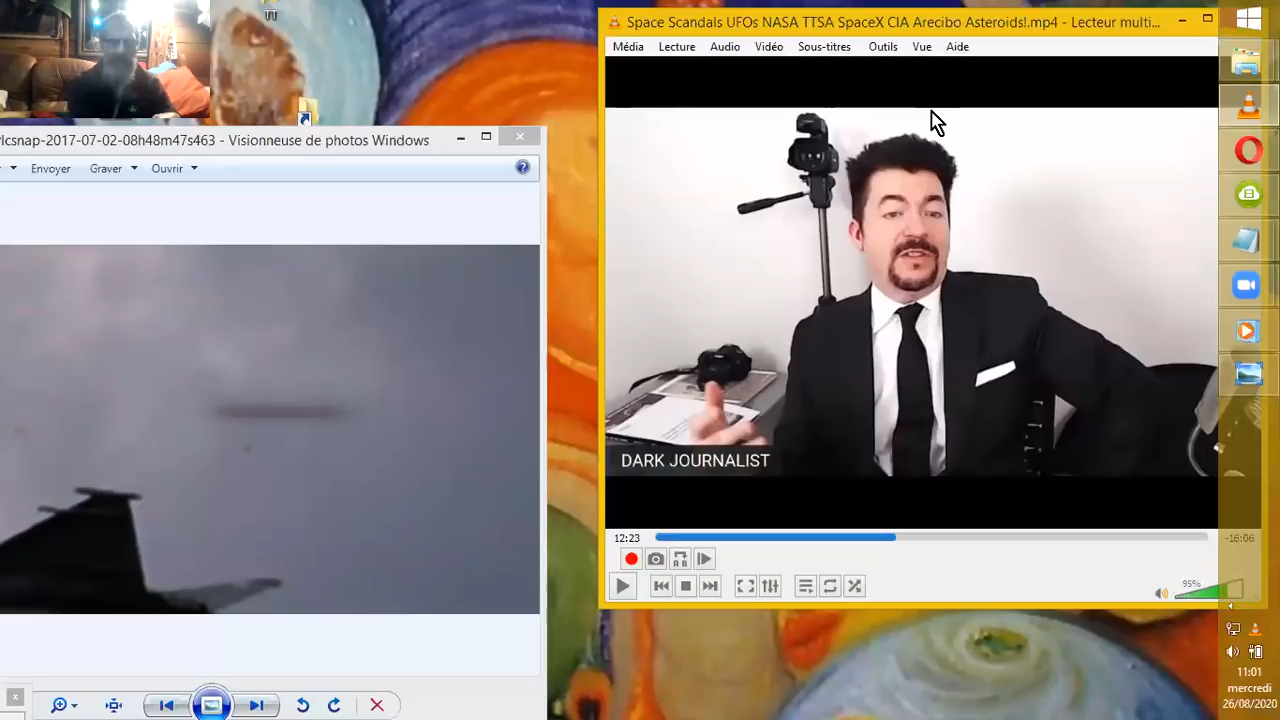 TT
Space Scandals UFOs NASA TTSA SpaceX CIA Arecibo Asteroids!.mp4 - Lecteur multi...
Média Lecture Audio Vidéo Sous-titres Outils Vue Aide
lcsnap-2017-07-02-08h48m47s463 - Visionneuse de photos Windows
Envoyer Graver Ouvrir
DARK JOURNALIST
12:23
-16:06
A B
95%
11:01
mercredi
26/08/2020